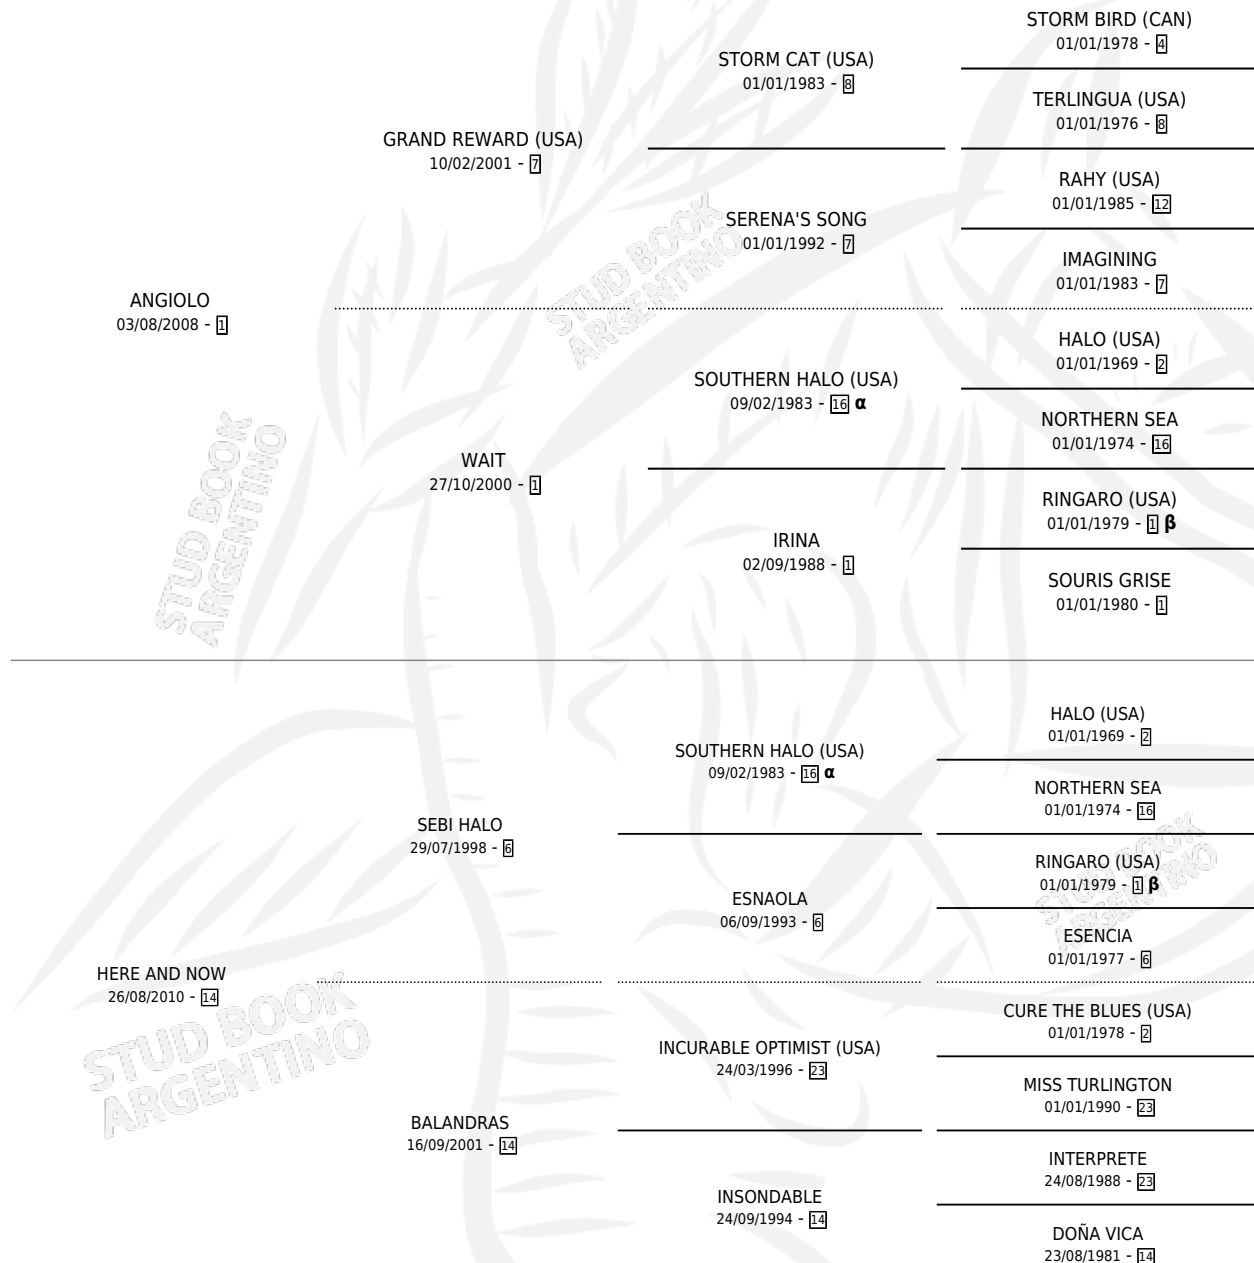 STORM BIRD (CAN)
01/01/1978 - 4
STORM CAT (USA)
01/01/1983 - 8
TERLINGUA (USA)
01/01/1976 - 8
GRAND REWARD (USA)
10/02/2001 - 7
RAHY (USA)
01/01/1985 - 12
SERENA'S SONG
01/01/1992 - 7
IMAGINING
01/01/1983 - 7
STUD BOOK
ARGENTINO
ANGIOLO
03/08/2008 - 1
HALO (USA)
01/01/1969 - 2
SOUTHERN HALO (USA)
09/02/1983 - 16 α
NORTHERN SEA
01/01/1974 - 16
WAIT
27/10/2000 - 1
RINGARO (USA)
01/01/1979 - 1 β
IRINA
02/09/1988 - 1
SOURIS GRISE
01/01/1980 - 1
STUD BOOK
ARGENTINO
HALO (USA)
01/01/1969 - 2
SOUTHERN HALO (USA)
09/02/1983 - 16 α
NORTHERN SEA
01/01/1974 - 16
SEBI HALO
29/07/1998 - 6
RINGARO (USA)
01/01/1979 - 1 β
ESNAOLA
06/09/1993 - 6
ESENCIA
01/01/1977 - 6
STUD BOOK
ARGENTINO
HERE AND NOW
26/08/2010 - 14
CURE THE BLUES (USA)
01/01/1978 - 2
INCURABLE OPTIMIST (USA)
24/03/1996 - 23
MISS TURLINGTON
01/01/1990 - 23
BALANDRAS
16/09/2001 - 14
INTERPRETE
24/08/1988 - 23
INSONDABLE
24/09/1994 - 14
DOÑA VICA
23/08/1981 - 14
STUD BOOK
ARGENTINO